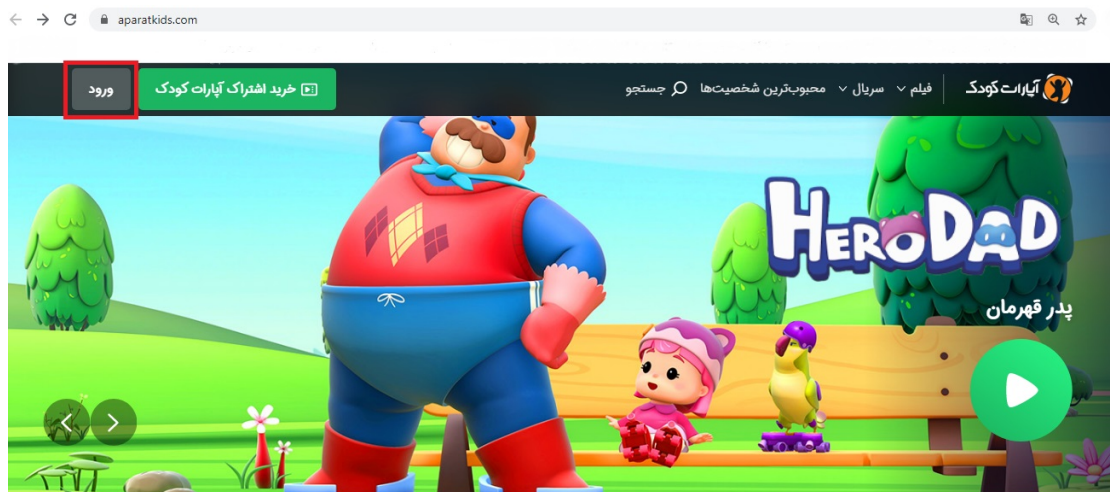 aparatkids.com
آپارات کودک
فیلم
سریال
محبوب‌ترین شخصیت‌ها
جستجو
خرید اشتراک آپارات کودک
ورود
HERODAD
پدر قهرمان